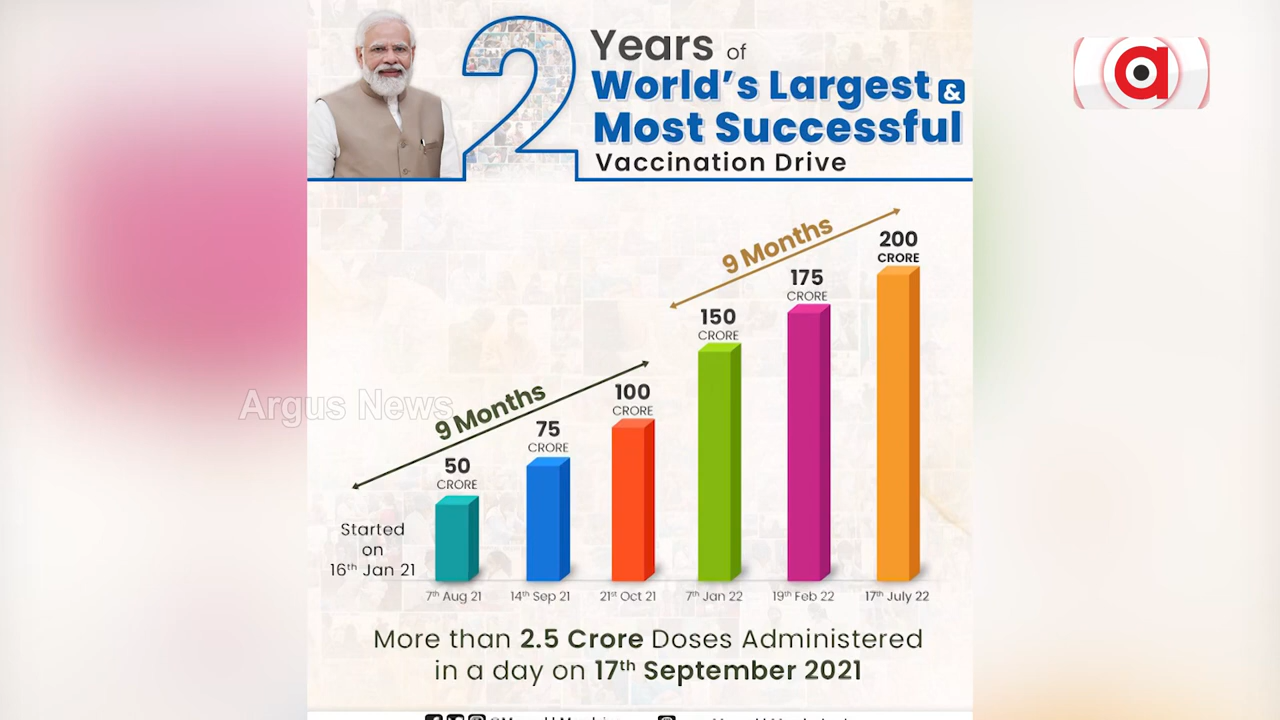 2 Years of
World's Largest &
Most Successful
Vaccination Drive
9 Months
200
CRORE
175
CRORE
150
CRORE
9 Months
100
CRORE
75
CRORE
50
CRORE
Argus News
Started
on
16th Jan 21
7th Aug 21 14th Sep 21 21st Oct 21 7th Jan 22 19th Feb 22 17th July 22
More than 2.5 Crore Doses Administered
in a day on 17th September 2021
a